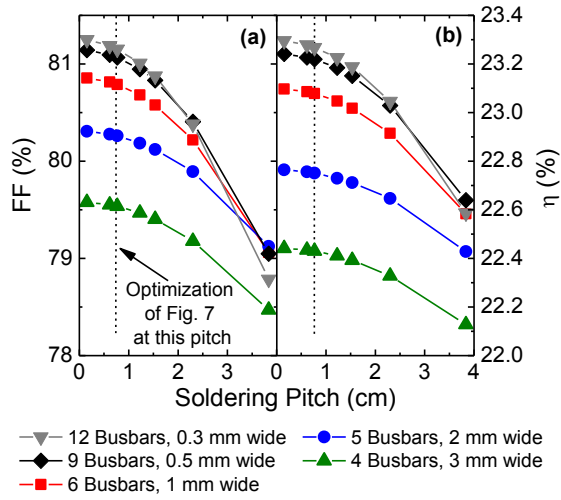 (a)
(b)
81
80
79
78
FF (%)
23.4
23.2
23.0
22.8
22.6
22.4
22.2
22.0
η (%)
Optimization
of Fig. 7
at this pitch
0 1 2 3 0 1 2 3 4
Soldering Pitch (cm)
12 Busbars, 0.3 mm wide
9 Busbars, 0.5 mm wide
6 Busbars, 1 mm wide
5 Busbars, 2 mm wide
4 Busbars, 3 mm wide